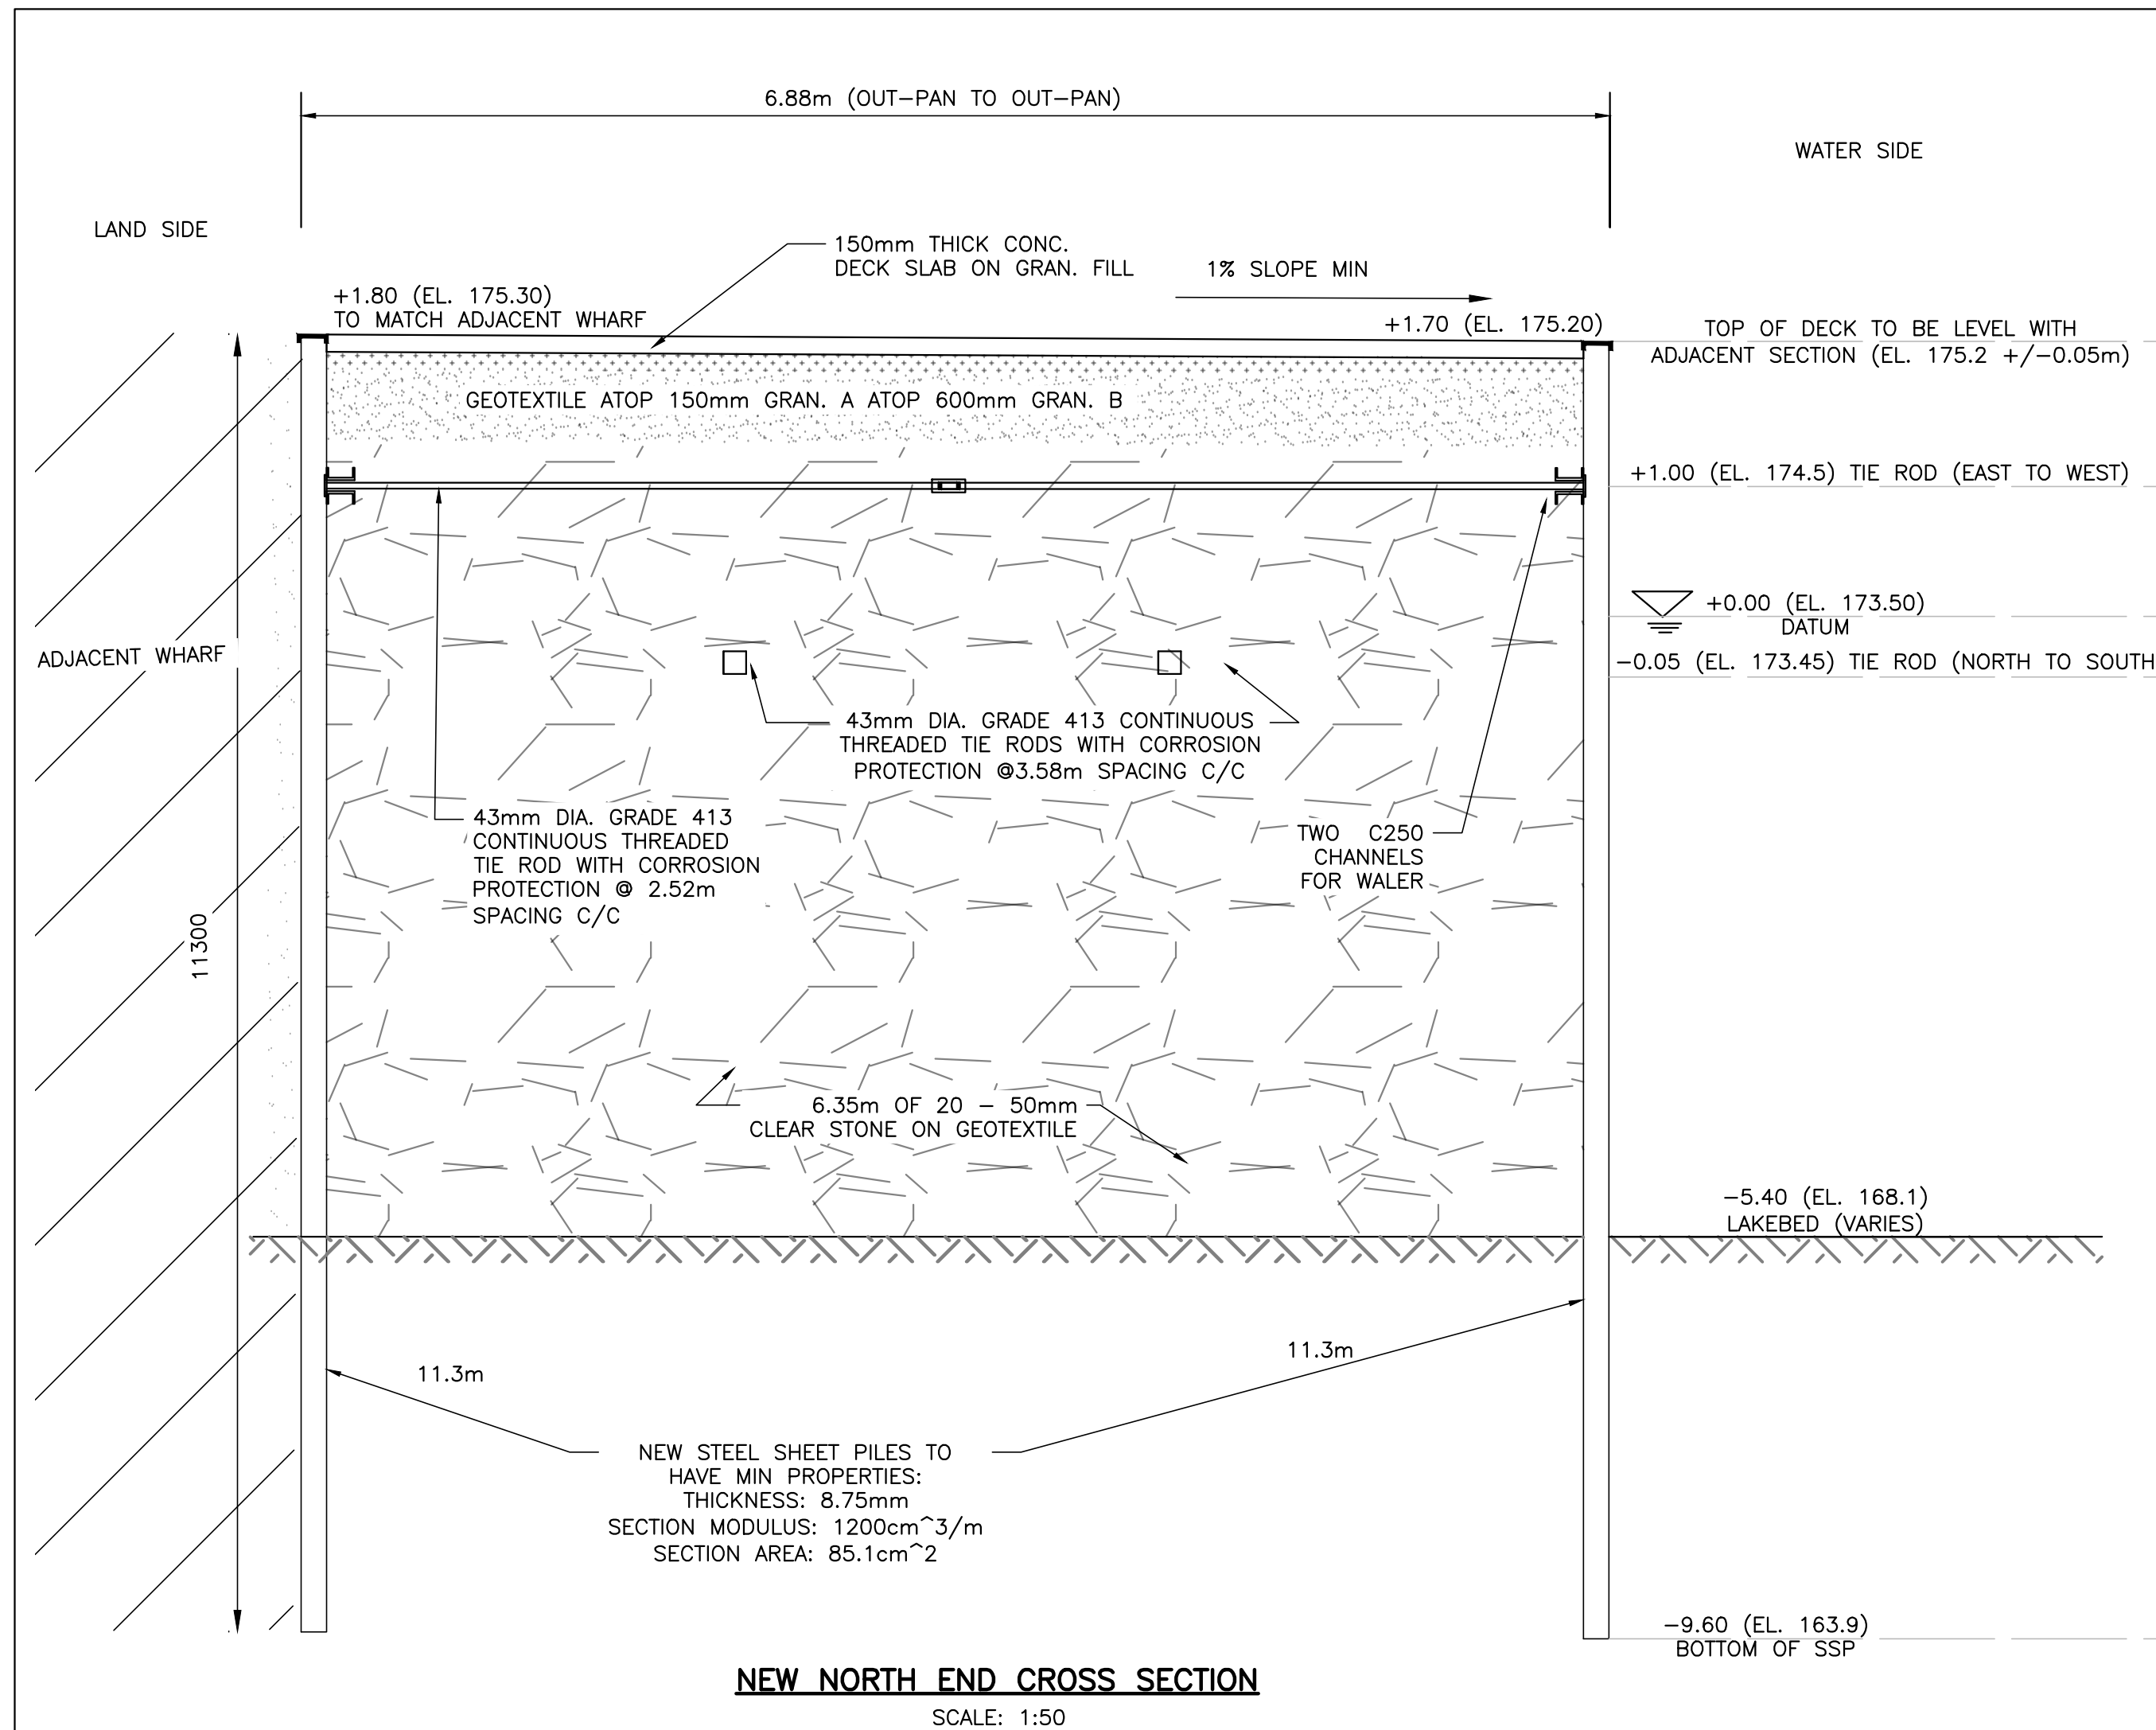 6.88m (OUT-PAN TO OUT-PAN)
WATER SIDE
LAND SIDE
150mm THICK CONC.
DECK SLAB ON GRAN. FILL
1% SLOPE MIN
+1.80 (EL. 175.30)
TO MATCH ADJACENT WHARF
+1.70 (EL. 175.20)
TOP OF DECK TO BE LEVEL WITH
ADJACENT SECTION (EL. 175.2 +/-0.05m)
GEOTEXTILE ATOP 150mm GRAN. A ATOP 600mm GRAN. B
+1.00 (EL. 174.5) TIE ROD (EAST TO WEST)
+0.00 (EL. 173.50)
DATUM
ADJACENT WHARF
-0.05 (EL. 173.45) TIE ROD (NORTH TO SOUTH
43mm DIA. GRADE 413 CONTINUOUS
THREADED TIE RODS WITH CORROSION
PROTECTION @3.58m SPACING C/C
43mm DIA. GRADE 413
CONTINUOUS THREADED
TIE ROD WITH CORROSION
PROTECTION @ 2.52m
SPACING C/C
TWO C250
CHANNELS
FOR WALER
11300
6.35m OF 20 - 50mm
CLEAR STONE ON GEOTEXTILE
-5.40 (EL. 168.1)
LAKEBED (VARIES)
11.3m
11.3m
NEW STEEL SHEET PILES TO
HAVE MIN PROPERTIES:
THICKNESS: 8.75mm
SECTION MODULUS: 1200cm^3/m
SECTION AREA: 85.1cm^2
-9.60 (EL. 163.9)
BOTTOM OF SSP
NEW NORTH END CROSS SECTION
SCALE: 1:50